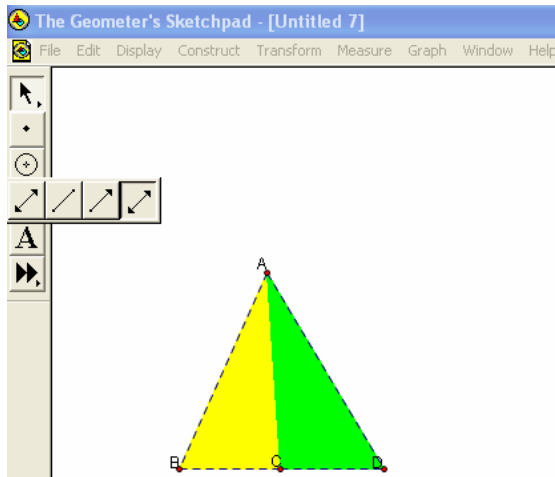 The Geometer's Sketchpad - [Untitled 7]
File Edit Display Construct Transform Measure Graph Window Help
A
A
B C D